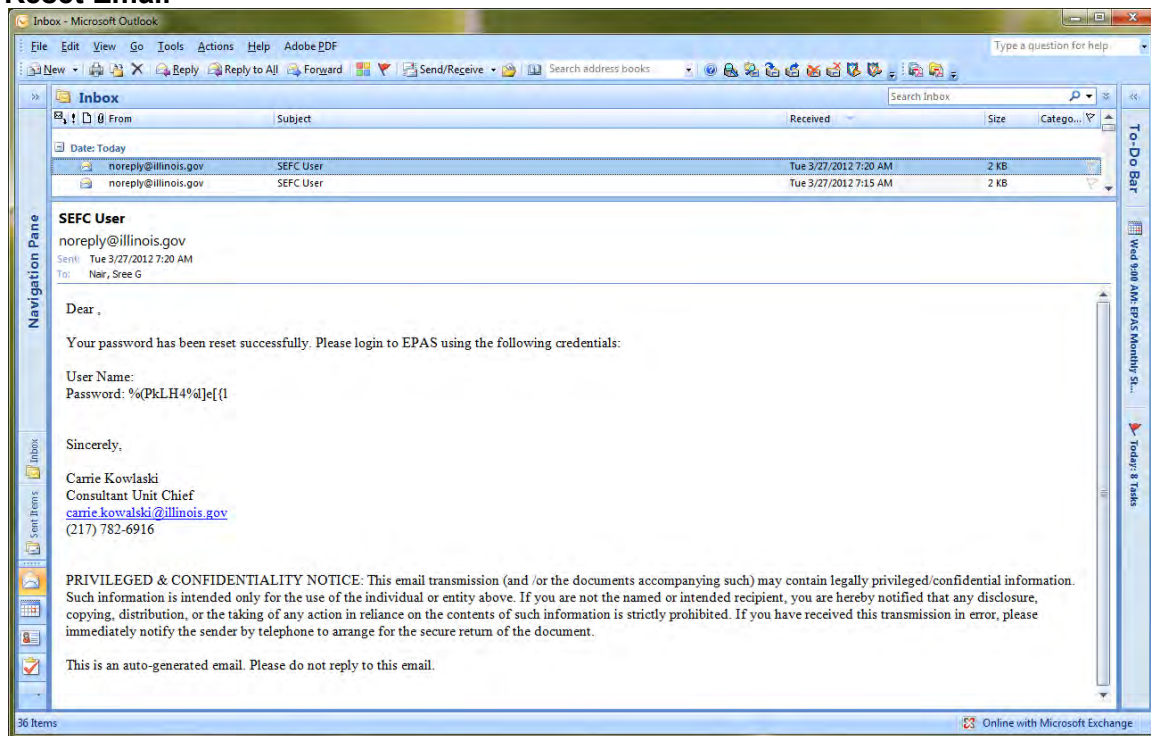 Reset Email
Inbox - Microsoft Outlook
File Edit View Go Tools Actions Help Adobe PDF Type a question for help
New Reply Reply to All Forward Send/Receive Search address books
Inbox Search Inbox
From Subject Received Size Catego...
Date: Today
noreply@illinois.gov SEFC User Tue 3/27/2012 7:20 AM 2 KB
noreply@illinois.gov SEFC User Tue 3/27/2012 7:15 AM 2 KB
SEFC User
noreply@illinois.gov
Sent: Tue 3/27/2012 7:20 AM
To: Nair, Sree G
Dear ,
Your password has been reset successfully. Please login to EPAS using the following credentials:
User Name:
Password: %(PkLH4%l]e[{1
Sincerely,
Carrie Kowlaski
Consultant Unit Chief
carrie.kowalski@illinois.gov
(217) 782-6916
PRIVILEGED & CONFIDENTIALITY NOTICE: This email transmission (and /or the documents accompanying such) may contain legally privileged/confidential information.
Such information is intended only for the use of the individual or entity above. If you are not the named or intended recipient, you are hereby notified that any disclosure,
copying, distribution, or the taking of any action in reliance on the contents of such information is strictly prohibited. If you have received this transmission in error, please
immediately notify the sender by telephone to arrange for the secure return of the document.
This is an auto-generated email. Please do not reply to this email.
Navigation Pane
Inbox
Sent Items
To-Do Bar
Wed 9:00 AM: EPAS Monthly St...
Today: 8 Tasks
36 Items Online with Microsoft Exchange